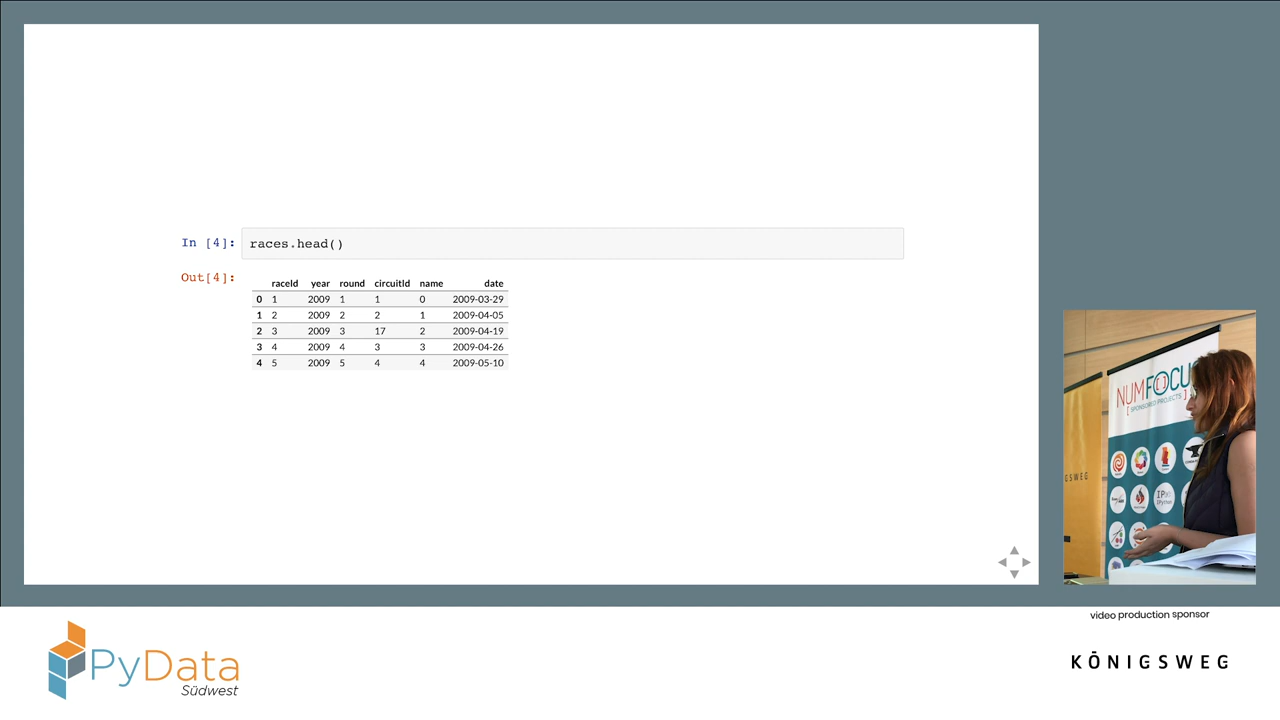 In [4]: races.head()
Out[4]:
raceId year round circuitId name date
0 1 2009 1 1 0 2009-03-29
1 2 2009 2 2 1 2009-04-05
2 3 2009 3 17 2 2009-04-19
3 4 2009 4 3 3 2009-04-26
4 5 2009 5 4 4 2009-05-10
NUMFOCUS
[ SPONSORED PROJECTS ]
GSWEG
IP[y]:
IPython
video production sponsor
PyData
Südwest
KÖNIGSWEG